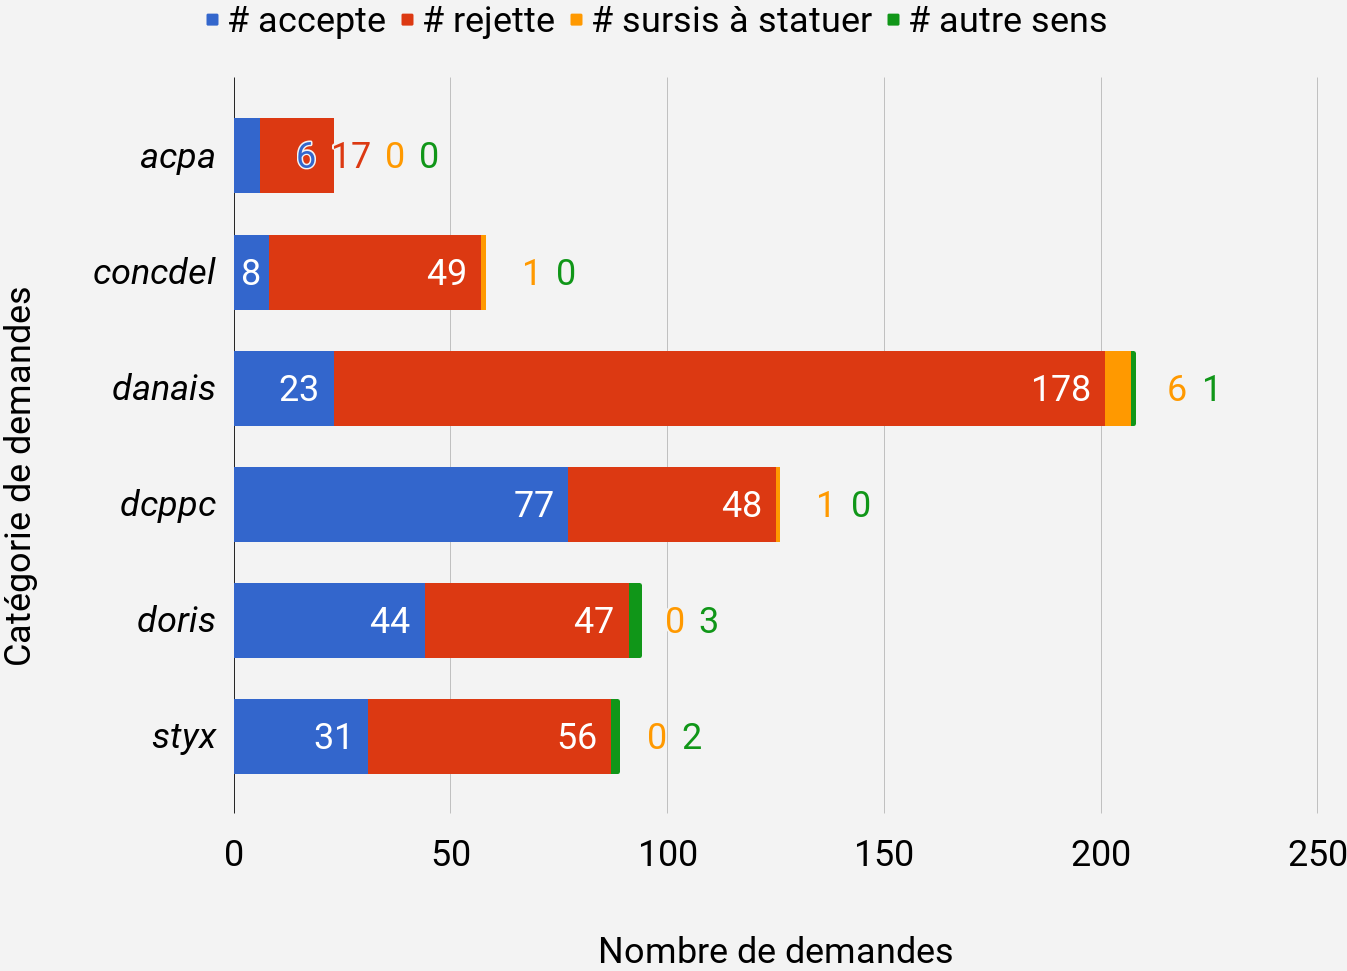 # accepte # rejette # sursis à statuer # autre sens
Catégorie de demandes
acpa 6 17 0 0
concdel 8 49 1 0
danais 23 178 6 1
dcppc 77 48 1 0
doris 44 47 0 3
styx 31 56 0 2
0 50 100 150 200 250
Nombre de demandes